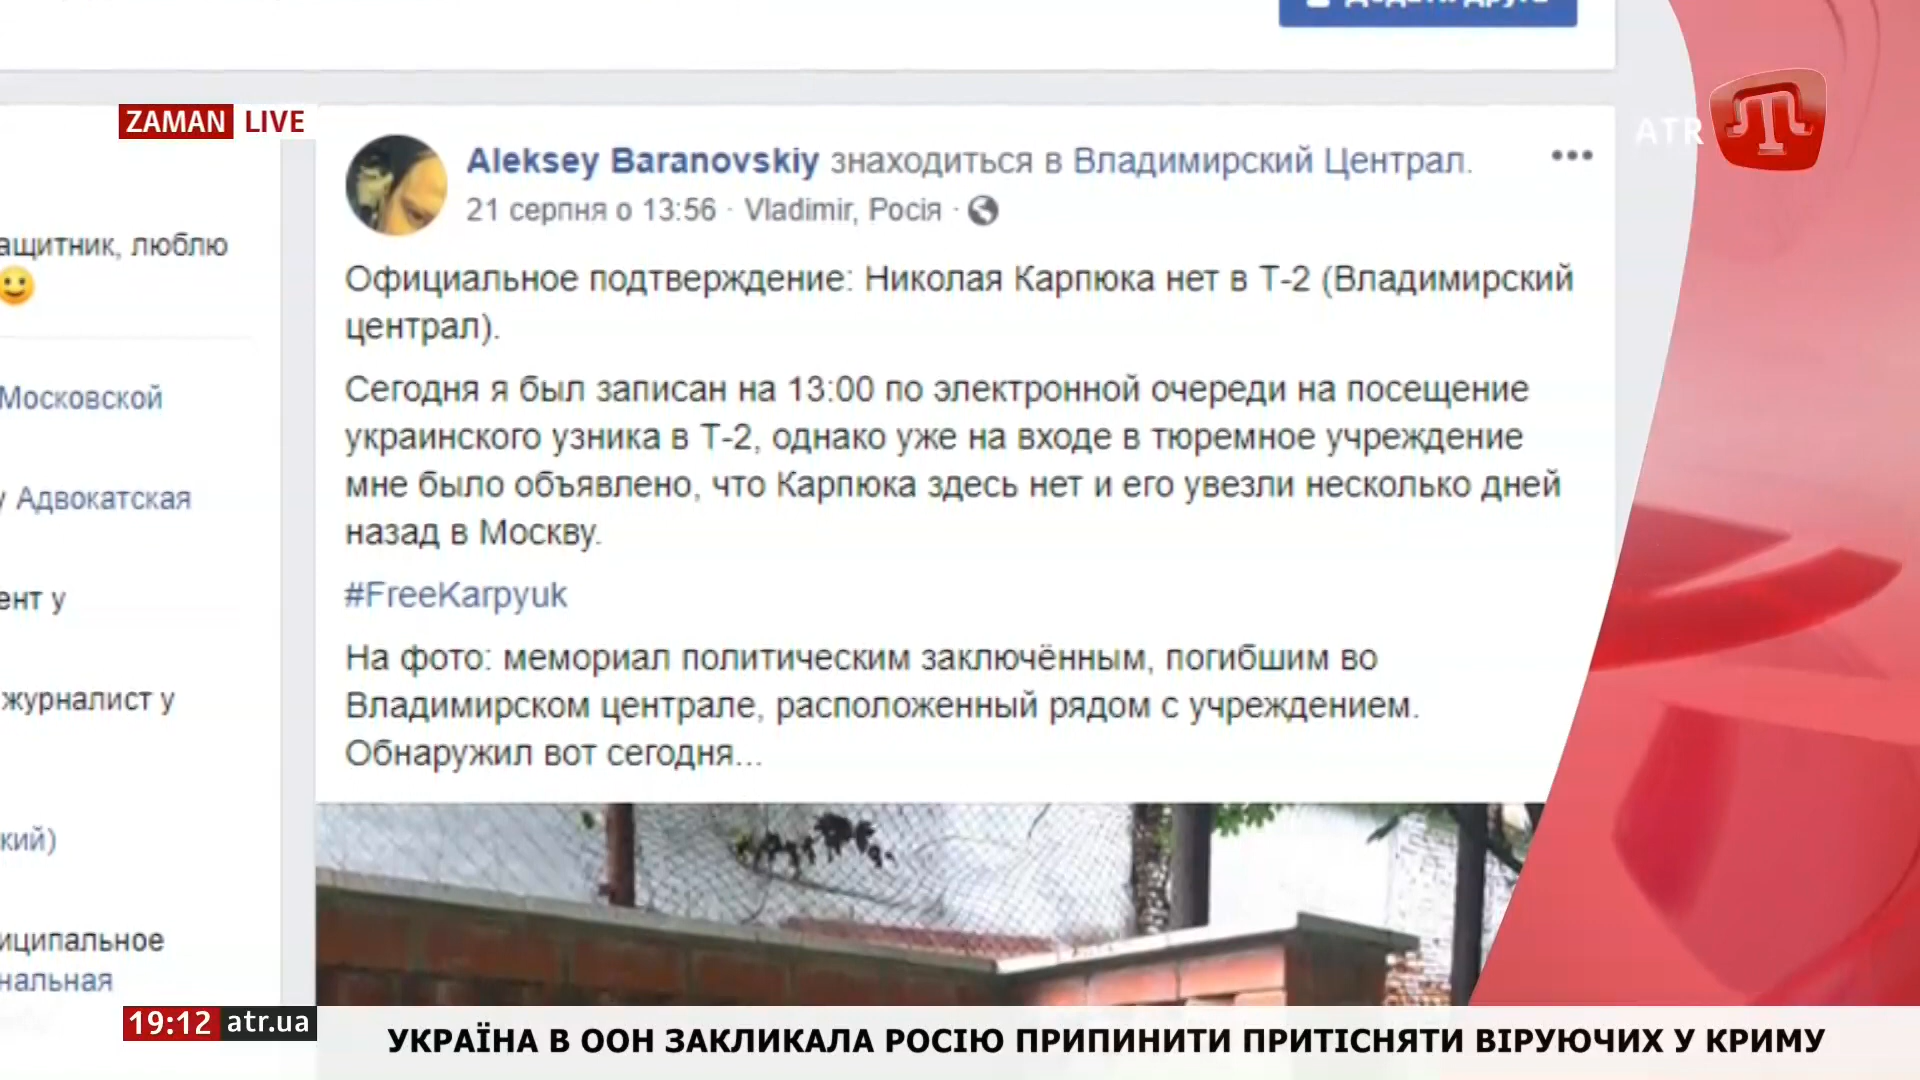 ZAMAN LIVE
ATR
Aleksey Baranovskiy знаходиться в Владимирский Централ.
21 серпня о 13:56 · Vladimir, Росія ·
Официальное подтверждение: Николая Карпюка нет в Т-2 (Владимирский
централ).
Сегодня я был записан на 13:00 по электронной очереди на посещение
украинского узника в Т-2, однако уже на входе в тюремное учреждение
мне было объявлено, что Карпюка здесь нет и его увезли несколько дней
назад в Москву.
#FreeKarpyuk
На фото: мемориал политическим заключённым, погибшим во
Владимирском централе, расположенный рядом с учреждением.
Обнаружил вот сегодня...
ащитник, люблю
Московской
у Адвокатская
ент у
журналист у
кий)
иципальное
нальная
19:12 atr.ua
УКРАЇНА В ООН ЗАКЛИКАЛА РОСІЮ ПРИПИНИТИ ПРИТІСНЯТИ ВІРУЮЧИХ У КРИМУ